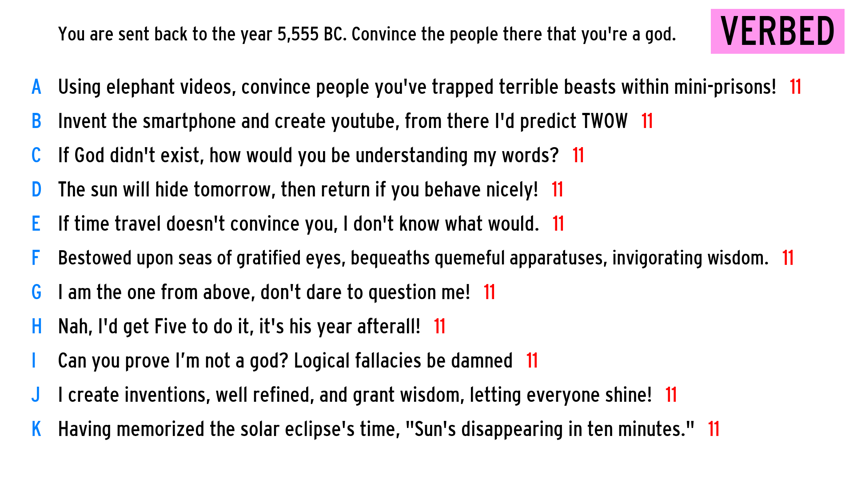 You are sent back to the year 5,555 BC. Convince the people there that you're a god. VERBED
A Using elephant videos, convince people you've trapped terrible beasts within mini-prisons! 11
B Invent the smartphone and create youtube, from there I'd predict TWOW 11
C If God didn't exist, how would you be understanding my words? 11
D The sun will hide tomorrow, then return if you behave nicely! 11
E If time travel doesn't convince you, I don't know what would. 11
F Bestowed upon seas of gratified eyes, bequeaths quemeful apparatuses, invigorating wisdom. 11
G I am the one from above, don't dare to question me! 11
H Nah, I'd get Five to do it, it's his year afterall! 11
I Can you prove I’m not a god? Logical fallacies be damned 11
J I create inventions, well refined, and grant wisdom, letting everyone shine! 11
K Having memorized the solar eclipse's time, "Sun's disappearing in ten minutes." 11